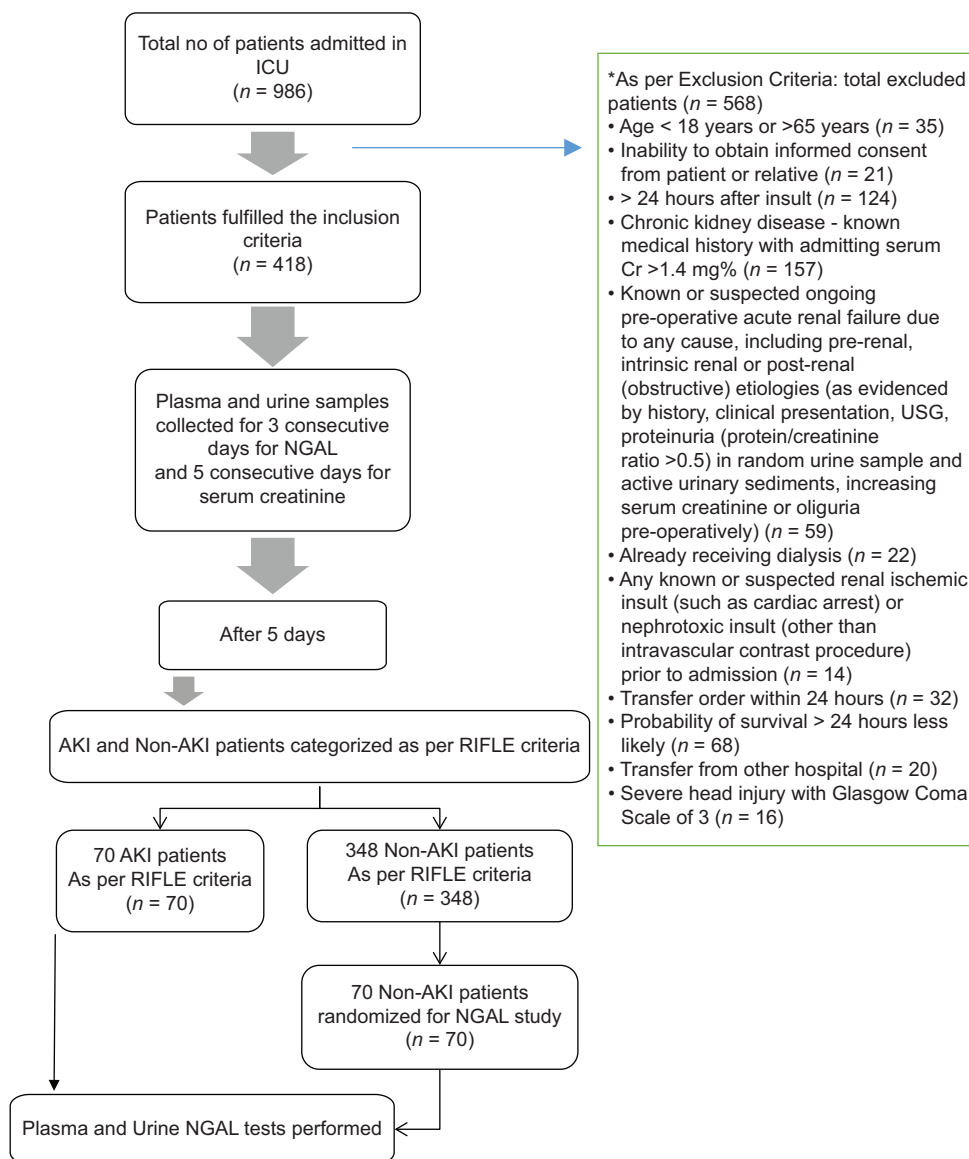 Total no of patients admitted in
ICU
(n = 986)
*As per Exclusion Criteria: total excluded
patients (n = 568)
• Age < 18 years or >65 years (n = 35)
• Inability to obtain informed consent
from patient or relative (n = 21)
• > 24 hours after insult (n = 124)
• Chronic kidney disease - known
medical history with admitting serum
Cr >1.4 mg% (n = 157)
• Known or suspected ongoing
pre-operative acute renal failure due
to any cause, including pre-renal,
intrinsic renal or post-renal
(obstructive) etiologies (as evidenced
by history, clinical presentation, USG,
proteinuria (protein/creatinine
ratio >0.5) in random urine sample and
active urinary sediments, increasing
serum creatinine or oliguria
pre-operatively) (n = 59)
• Already receiving dialysis (n = 22)
• Any known or suspected renal ischemic
insult (such as cardiac arrest) or
nephrotoxic insult (other than
intravascular contrast procedure)
prior to admission (n = 14)
• Transfer order within 24 hours (n = 32)
• Probability of survival > 24 hours less
likely (n = 68)
• Transfer from other hospital (n = 20)
• Severe head injury with Glasgow Coma
Scale of 3 (n = 16)
Patients fulfilled the inclusion
criteria
(n = 418)
Plasma and urine samples
collected for 3 consecutive
days for NGAL
and 5 consecutive days for
serum creatinine
After 5 days
AKI and Non-AKI patients categorized as per RIFLE criteria
70 AKI patients
As per RIFLE criteria
(n = 70)
348 Non-AKI patients
As per RIFLE criteria
(n = 348)
70 Non-AKI patients
randomized for NGAL study
(n = 70)
Plasma and Urine NGAL tests performed